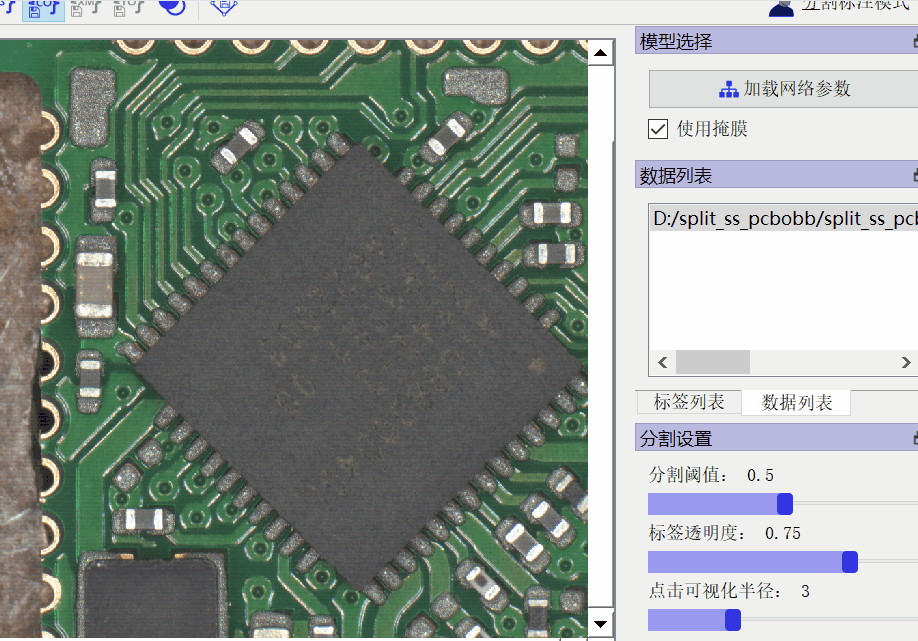 分割标注模式
模型选择
加载网络参数
使用掩膜
数据列表
D:/split_ss_pcbobb/split_ss_pcb
标签列表
数据列表
分割设置
分割阈值： 0.5
标签透明度： 0.75
点击可视化半径： 3